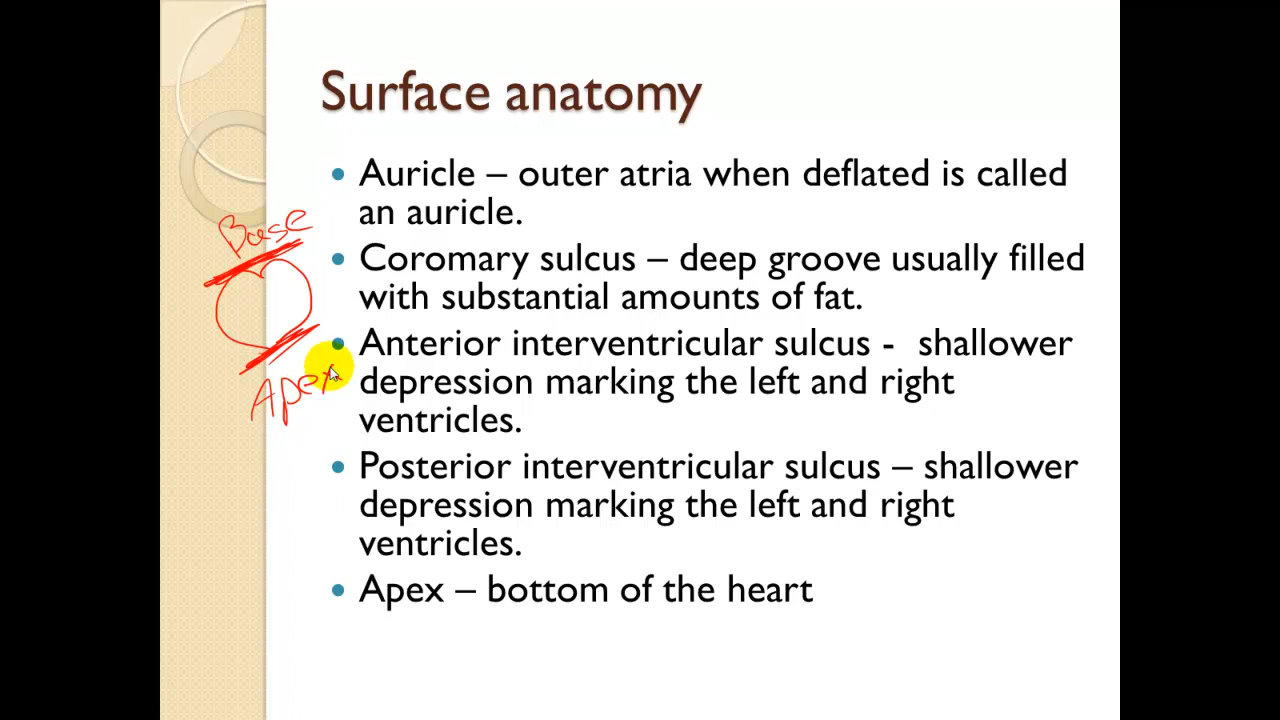 Surface anatomy
• Auricle – outer atria when deflated is called
an auricle.
Base
• Coromary sulcus – deep groove usually filled
with substantial amounts of fat.
• Anterior interventricular sulcus - shallower
depression marking the left and right
ventricles.
Apex
• Posterior interventricular sulcus – shallower
depression marking the left and right
ventricles.
• Apex – bottom of the heart